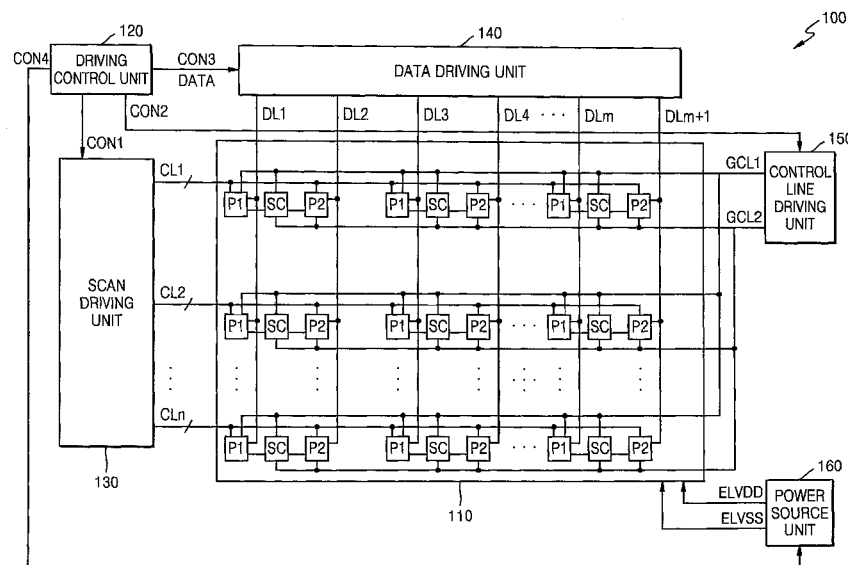 100
120
140
CON4
DRIVING
CONTROL UNIT
CON3
DATA
DATA DRIVING UNIT
CON2
CON1
DL1 DL2 DL3 DL4 · · · DLm DLm+1
150
GCL1
CONTROL
LINE
DRIVING
UNIT
GCL2
CL1
P1 SC P2 P1 SC P2 · · · P1 SC P2
SCAN
DRIVING
UNIT
CL2
P1 SC P2 P1 SC P2 · · · P1 SC P2
CLn
P1 SC P2 P1 SC P2 · · · P1 SC P2
130
110
160
ELVDD
ELVSS
POWER
SOURCE
UNIT